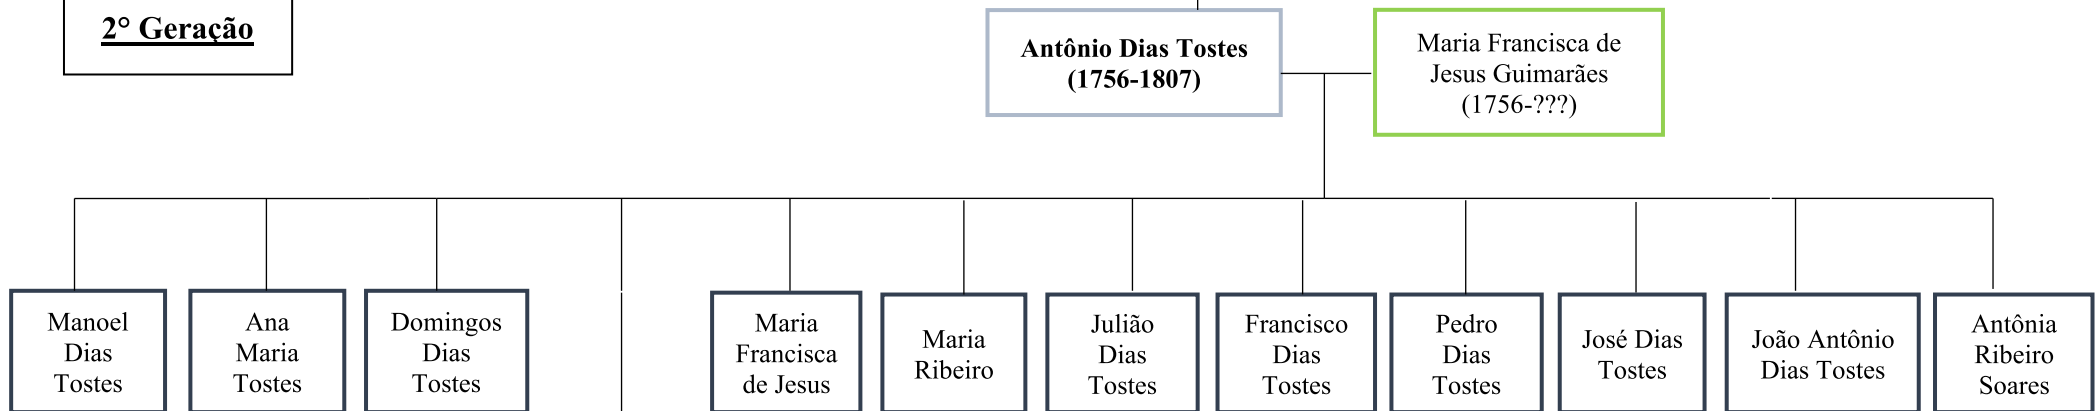 2° Geração
Antônio Dias Tostes
(1756-1807)
Maria Francisca de
Jesus Guimarães
(1756-???)
Manoel
Dias
Tostes
Ana
Maria
Tostes
Domingos
Dias
Tostes
Maria
Francisca
de Jesus
Maria
Ribeiro
Julião
Dias
Tostes
Francisco
Dias
Tostes
Pedro
Dias
Tostes
José Dias
Tostes
João Antônio
Dias Tostes
Antônia
Ribeiro
Soares